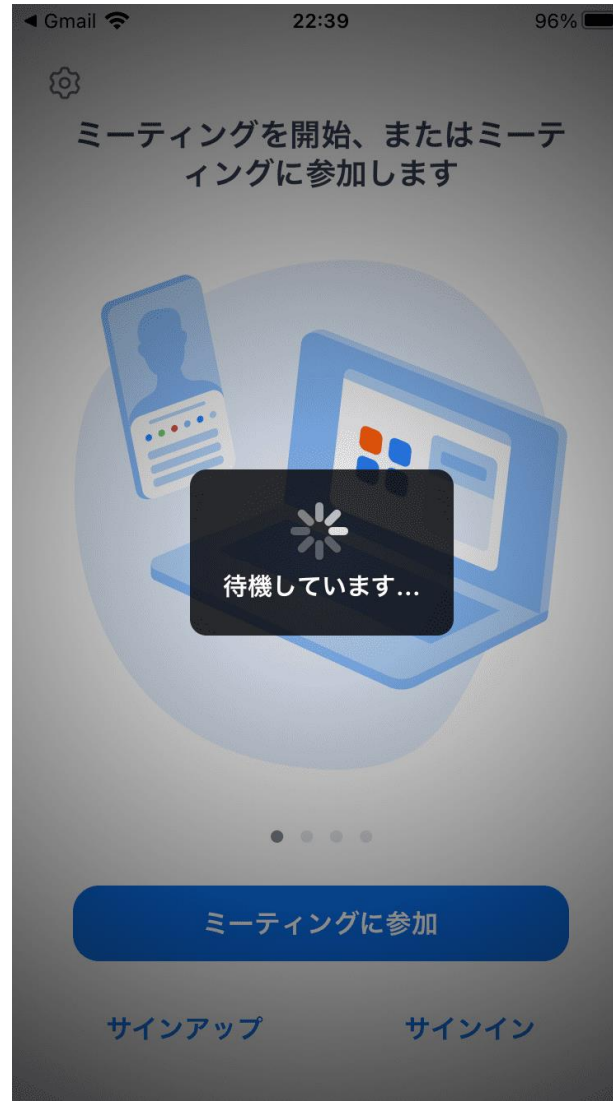 ◀ Gmail 22:39 96%
ミーティングを開始、またはミーテ
ィングに参加します
待機しています...
ミーティングに参加
サインアップ サインイン